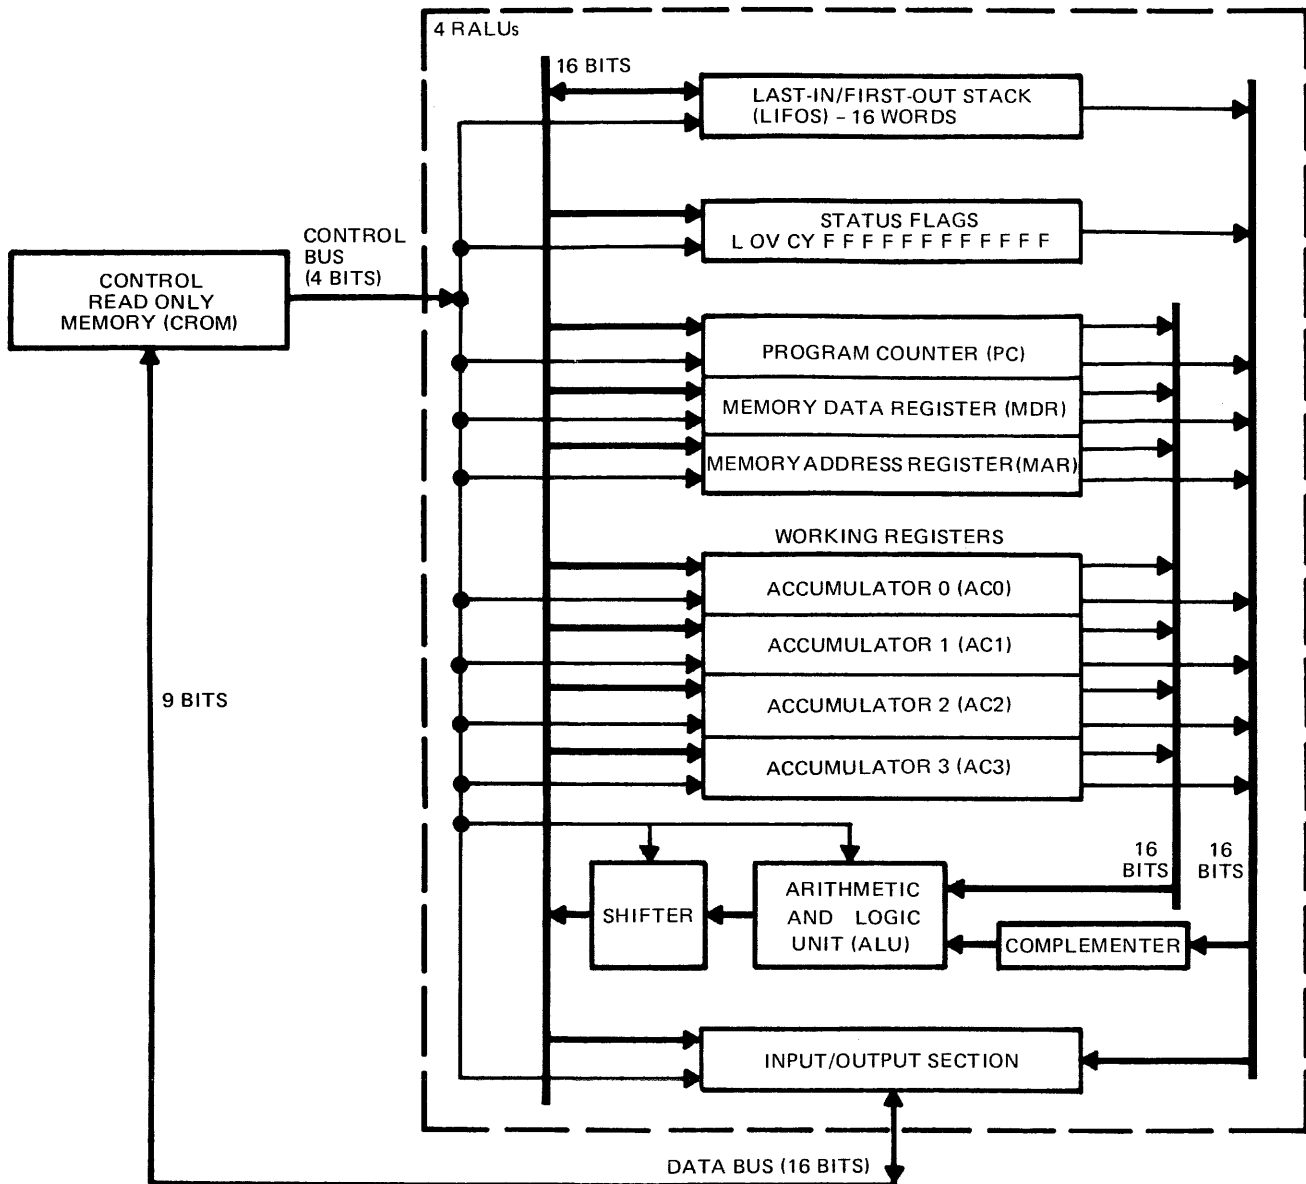 4 RALUs
16 BITS
LAST-IN/FIRST-OUT STACK
(LIFOS) – 16 WORDS
STATUS FLAGS
L OV CY F F F F F F F F F F F F
CONTROL
BUS
(4 BITS)
CONTROL
READ ONLY
MEMORY (CROM)
PROGRAM COUNTER (PC)
MEMORY DATA REGISTER (MDR)
MEMORY ADDRESS REGISTER (MAR)
WORKING REGISTERS
ACCUMULATOR 0 (AC0)
ACCUMULATOR 1 (AC1)
9 BITS
ACCUMULATOR 2 (AC2)
ACCUMULATOR 3 (AC3)
16
BITS
16
BITS
SHIFTER
ARITHMETIC
AND LOGIC
UNIT (ALU)
COMPLEMENTER
INPUT/OUTPUT SECTION
DATA BUS (16 BITS)